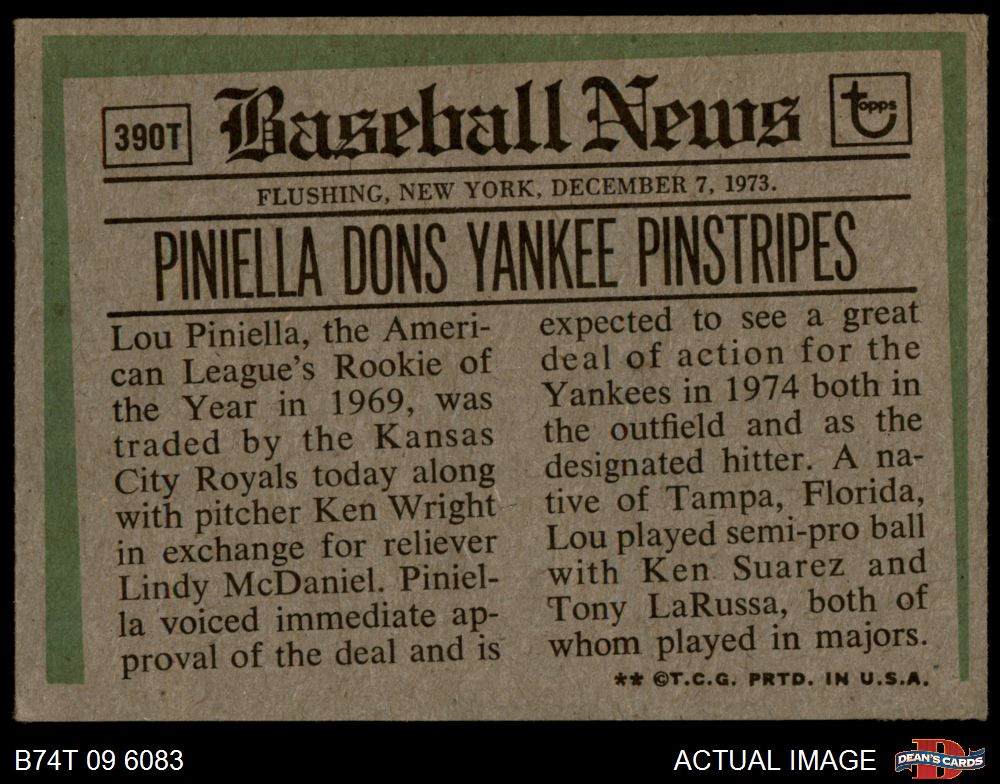 390T
Baseball News
topps
FLUSHING, NEW YORK, DECEMBER 7, 1973.
PINIELLA DONS YANKEE PINSTRIPES
Lou Piniella, the Ameri-
can League's Rookie of
the Year in 1969, was
traded by the Kansas
City Royals today along
with pitcher Ken Wright
in exchange for reliever
Lindy McDaniel. Piniel-
la voiced immediate ap-
proval of the deal and is
expected to see a great
deal of action for the
Yankees in 1974 both in
the outfield and as the
designated hitter. A na-
tive of Tampa, Florida,
Lou played semi-pro ball
with Ken Suarez and
Tony LaRussa, both of
whom played in majors.
** ©T.C.G. PRTD. IN U.S.A.
B74T 09 6083
ACTUAL IMAGE
DEAN'S CARDS